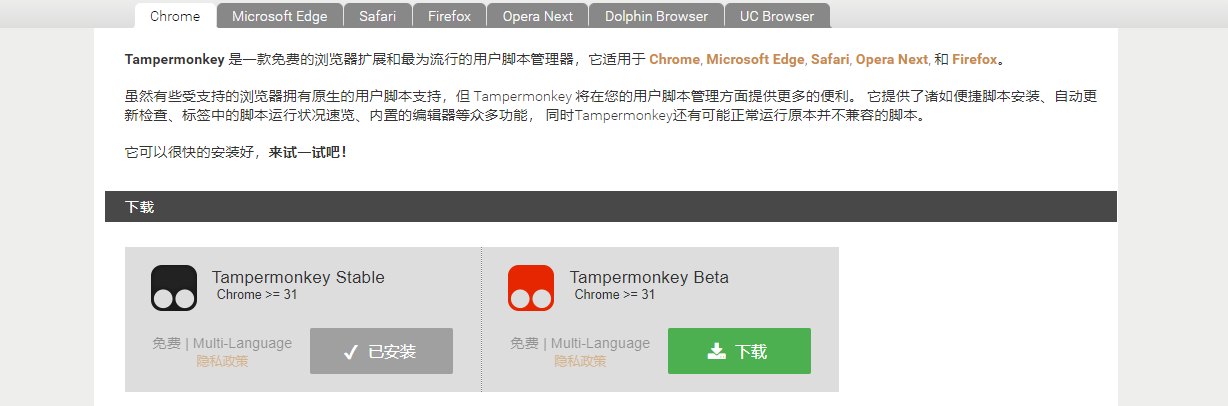 Chrome Microsoft Edge Safari Firefox Opera Next Dolphin Browser UC Browser
Tampermonkey 是一款免费的浏览器扩展和最为流行的用户脚本管理器，它适用于 Chrome, Microsoft Edge, Safari, Opera Next, 和 Firefox。
虽然有些受支持的浏览器拥有原生的用户脚本支持，但 Tampermonkey 将在您的用户脚本管理方面提供更多的便利。 它提供了诸如便捷脚本安装、自动更
新检查、标签中的脚本运行状况速览、内置的编辑器等众多功能， 同时Tampermonkey还有可能正常运行原本并不兼容的脚本。
它可以很快的安装好，来试一试吧！
下载
Tampermonkey Stable
Chrome >= 31
免费 | Multi-Language
隐私政策
已安装
Tampermonkey Beta
Chrome >= 31
免费 | Multi-Language
隐私政策
下载